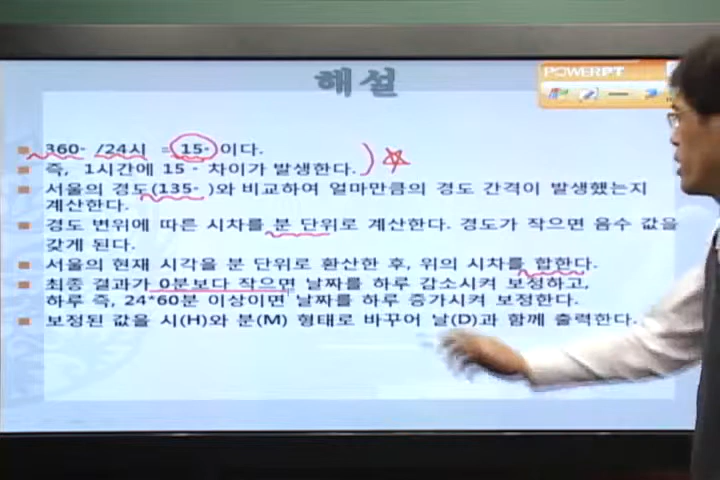 해설
POWERPT
360- /24시 = 15- 이다.
즉, 1시간에 15 - 차이가 발생한다.
서울의 경도(135- )와 비교하여 얼마만큼의 경도 간격이 발생했는지
계산한다.
경도 변위에 따른 시차를 분 단위로 계산한다. 경도가 작으면 음수 값을
갖게 된다.
서울의 현재 시각을 분 단위로 환산한 후, 위의 시차를 합한다.
최종 결과가 0분보다 작으면 날짜를 하루 감소시켜 보정하고,
하루 즉, 24*60분 이상이면 날짜를 하루 증가시켜 보정한다.
보정된 값을 시(H)와 분(M) 형태로 바꾸어 날(D)과 함께 출력한다.